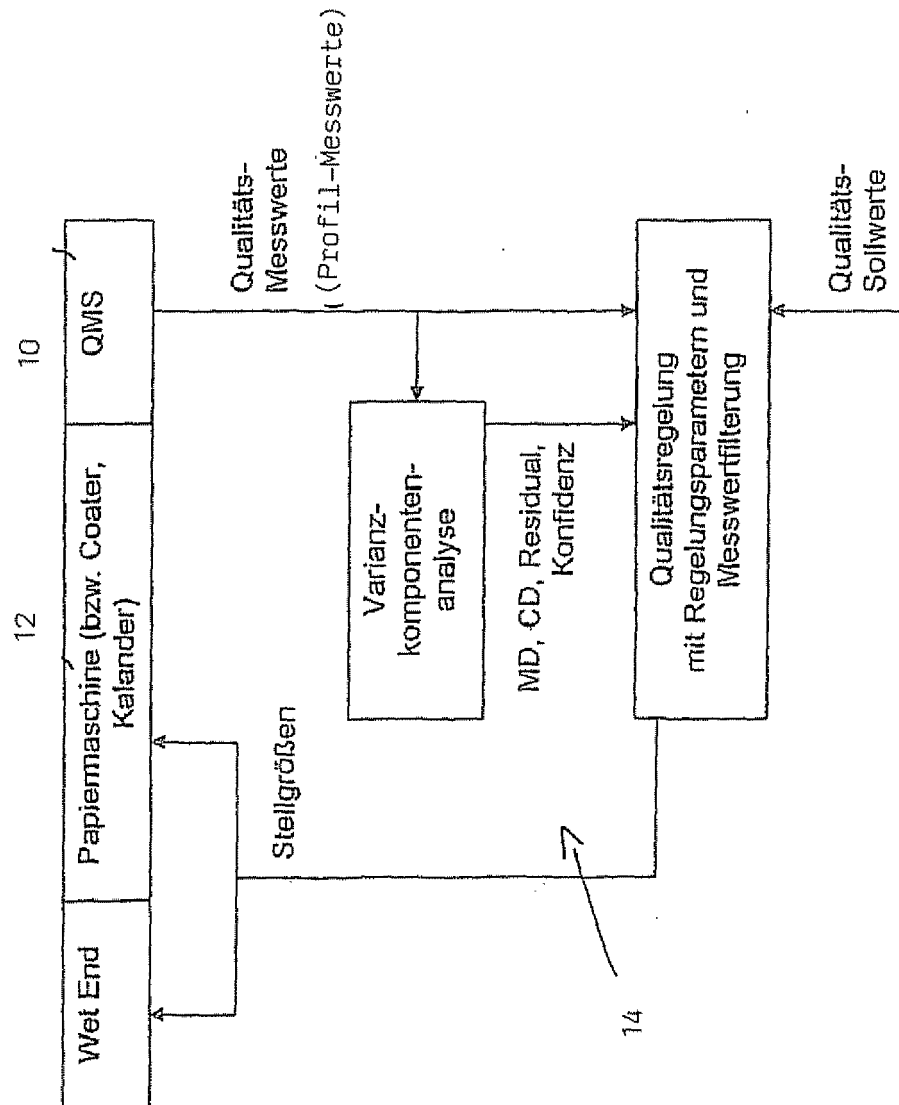 10
12
Wet End
Papiermaschine (bzw. Coater,
Kalander)
QMS
Qualitäts-
Messwerte
(Profil-Messwerte)
Stellgrößen
Varianz-
komponenten-
analyse
MD, CD, Residual,
Konfidenz
Qualitätsregelung
mit Regelungsparametern und
Messwertfilterung
Qualitäts-
Sollwerte
14